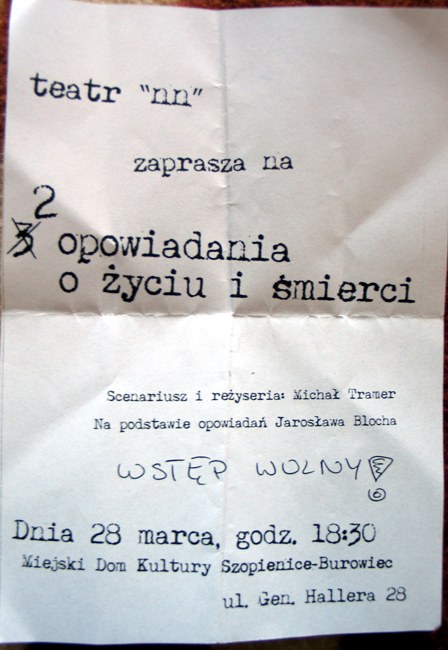 teatr "nn"
zaprasza na
2
3 opowiadania
o życiu i śmierci
Scenariusz i reżyseria: Michał Tramer
Na podstawie opowiadań Jarosława Blocha
WSTĘP WOLNY!
Dnia 28 marca, godz. 18:30
Miejski Dom Kultury Szopienice-Burowiec
ul. Gen. Hallera 28